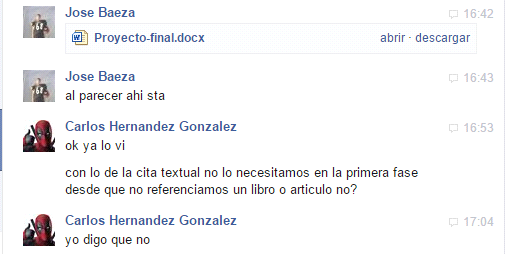 Jose Baeza 16:42
Proyecto-final.docx abrir · descargar
Jose Baeza 16:43
al parecer ahi sta
Carlos Hernandez Gonzalez 16:53
ok ya lo vi
con lo de la cita textual no lo necesitamos en la primera fase
desde que no referenciamos un libro o articulo no?
Carlos Hernandez Gonzalez 17:04
yo digo que no